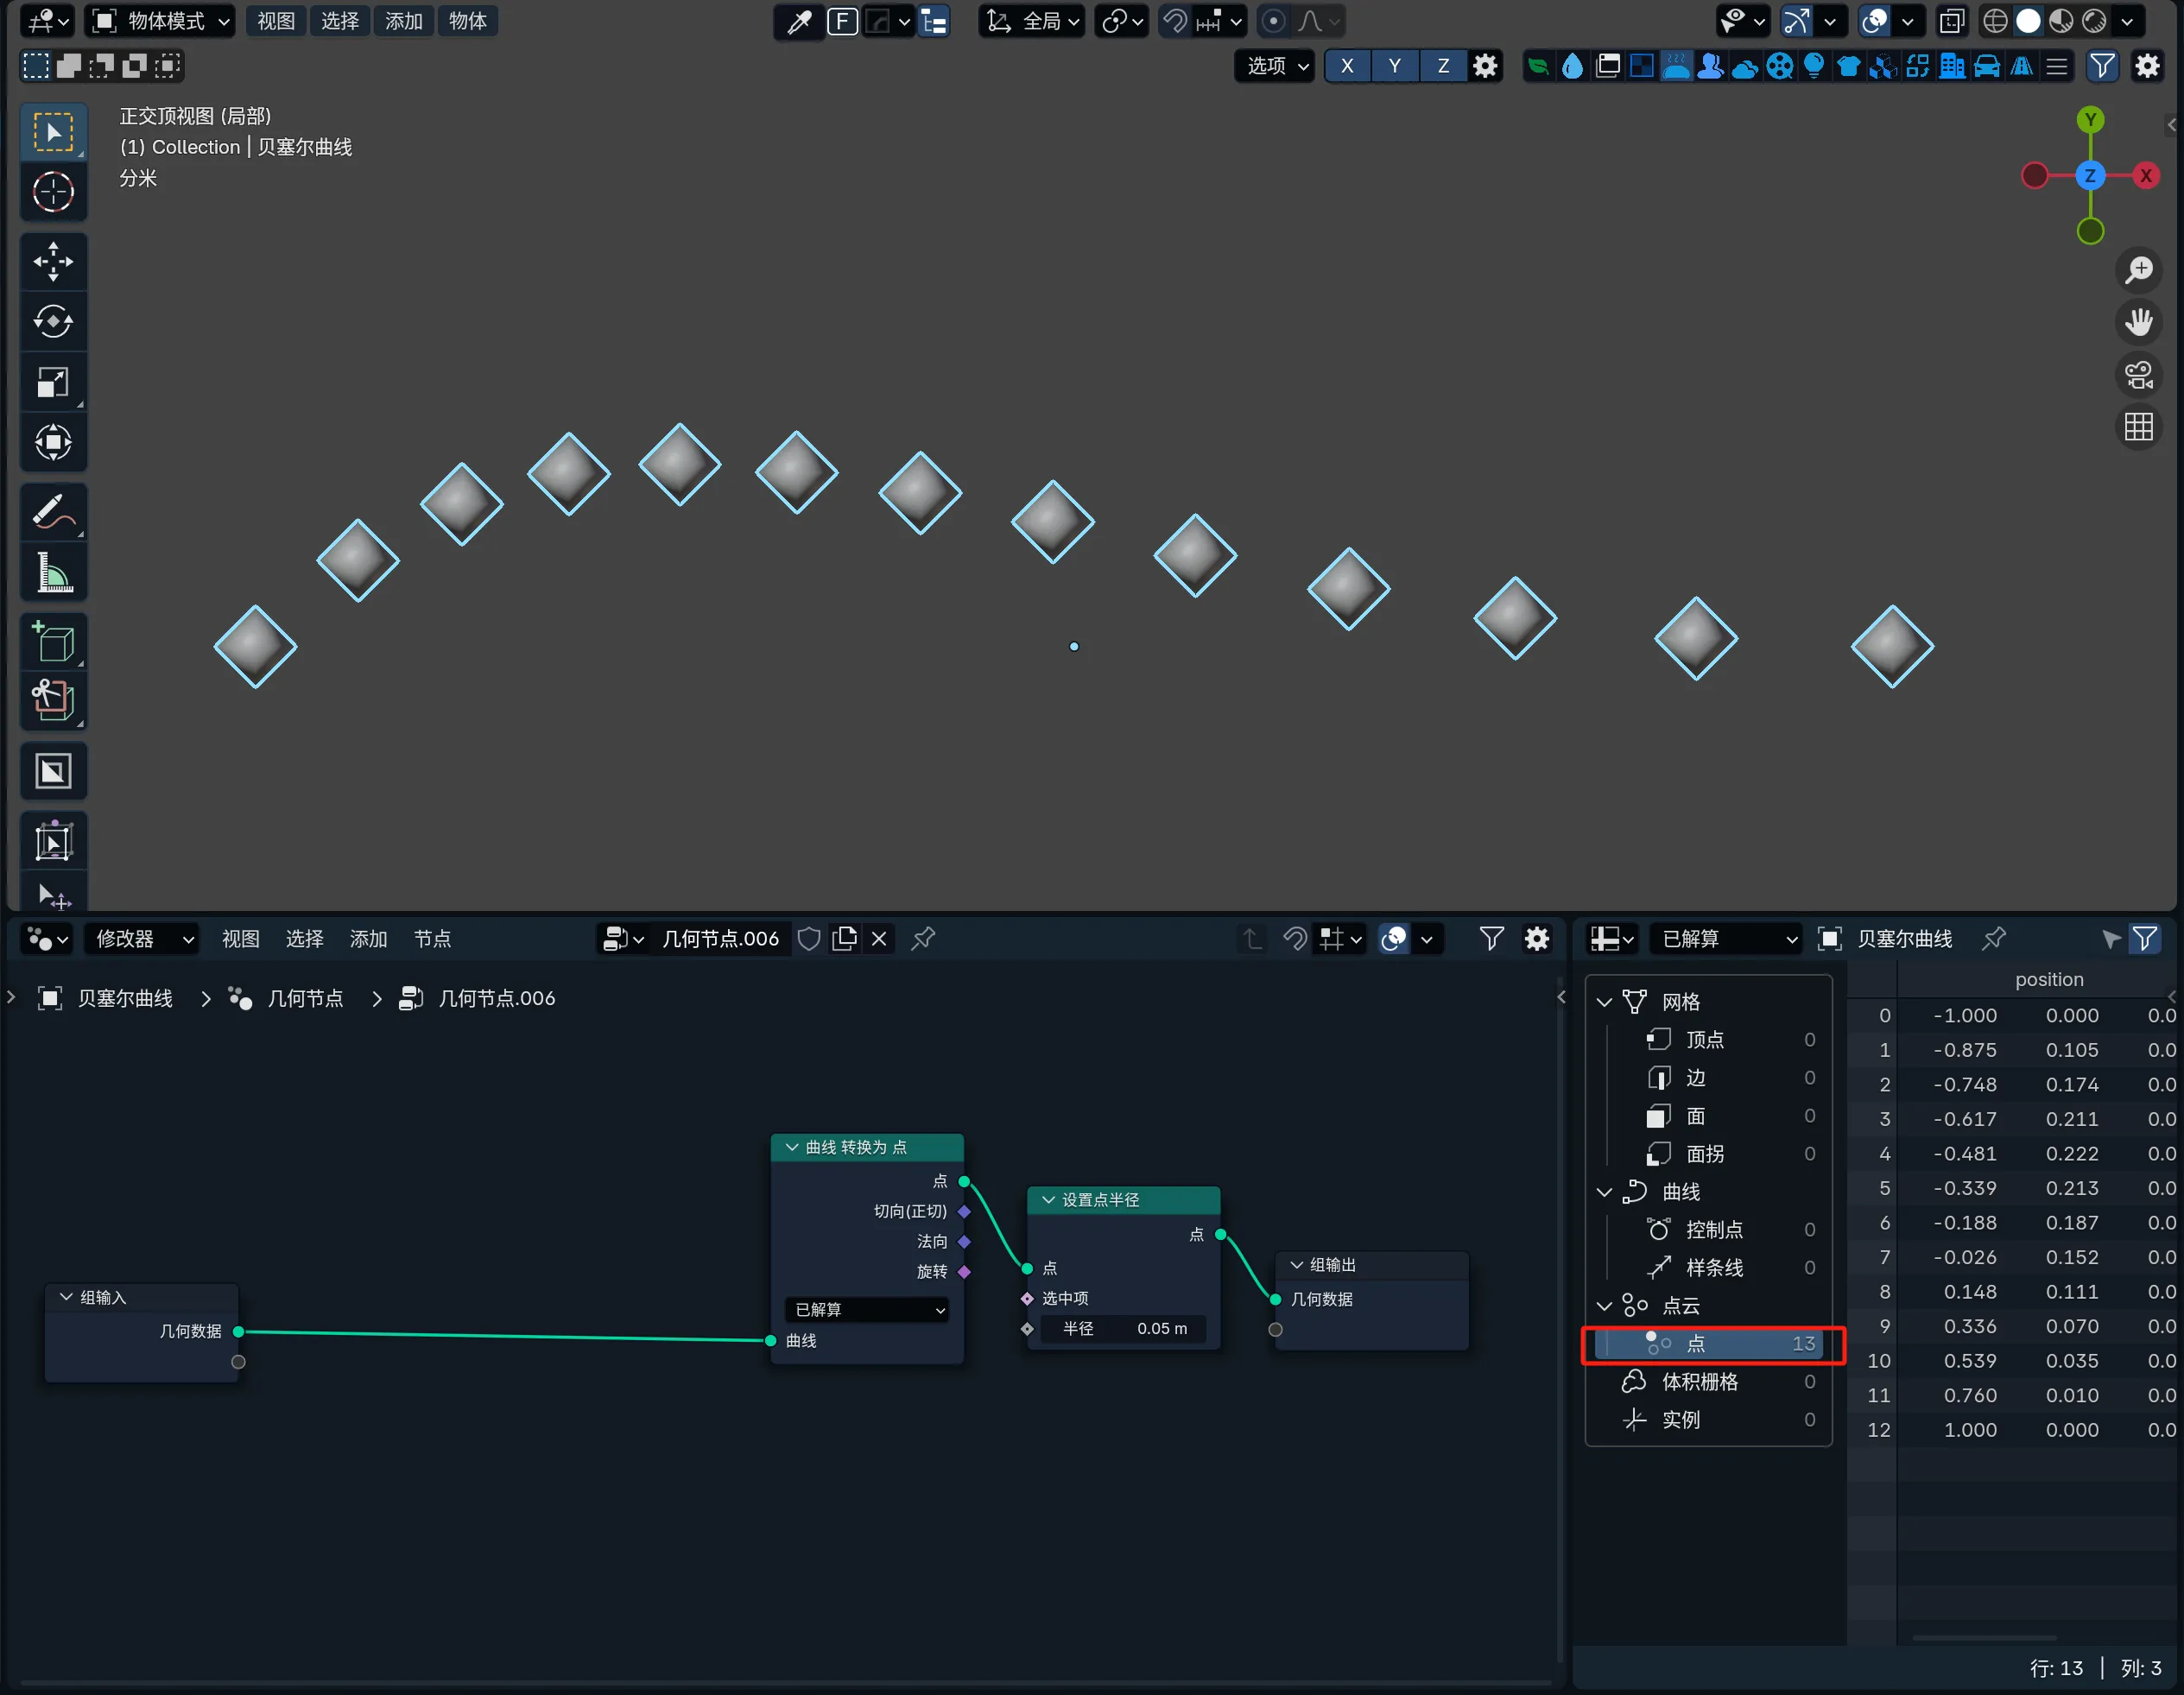 物体模式 视图 选择 添加 物体 F 全局
选项 X Y Z
正交顶视图 (局部)
(1) Collection | 贝塞尔曲线
分米
Y
Z X
修改器 视图 选择 添加 节点 几何节点.006
贝塞尔曲线 > 几何节点 > 几何节点.006
曲线 转换为 点
点
切向(正切)
法向
旋转
已解算
曲线
设置点半径
点
点
选中项
半径 0.05 m
组输出
几何数据
组输入
几何数据
已解算 贝塞尔曲线
网格
顶点 0
边 0
面 0
面拐 0
曲线
控制点 0
样条线 0
点云
点 13
体积栅格 0
实例 0
position
0 -1.000 0.000 0.0
1 -0.875 0.105 0.0
2 -0.748 0.174 0.0
3 -0.617 0.211 0.0
4 -0.481 0.222 0.0
5 -0.339 0.213 0.0
6 -0.188 0.187 0.0
7 -0.026 0.152 0.0
8 0.148 0.111 0.0
9 0.336 0.070 0.0
10 0.539 0.035 0.0
11 0.760 0.010 0.0
12 1.000 0.000 0.0
行: 13 | 列: 3